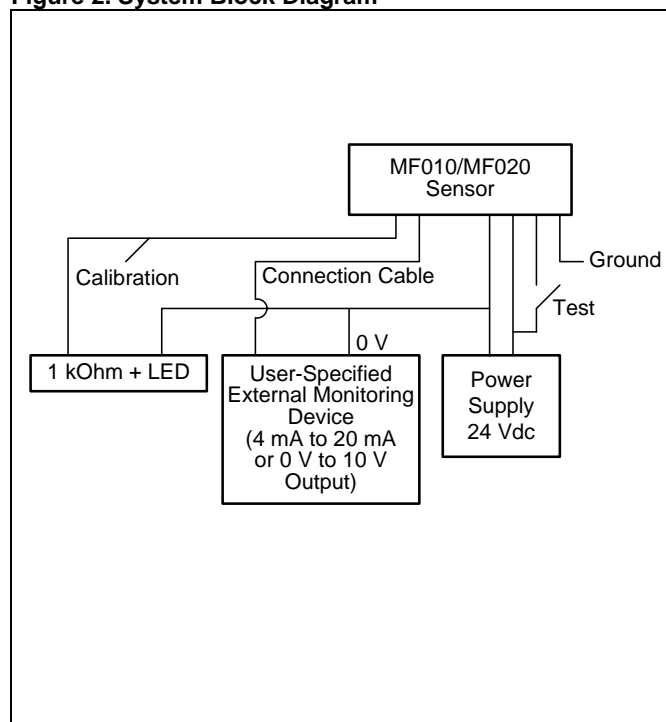 Figure 2. System Block Diagram
MF010/MF020
Sensor
Ground
Calibration
Connection Cable
Test
0 V
1 kOhm + LED
User-Specified
External Monitoring
Device
(4 mA to 20 mA
or 0 V to 10 V
Output)
Power
Supply
24 Vdc